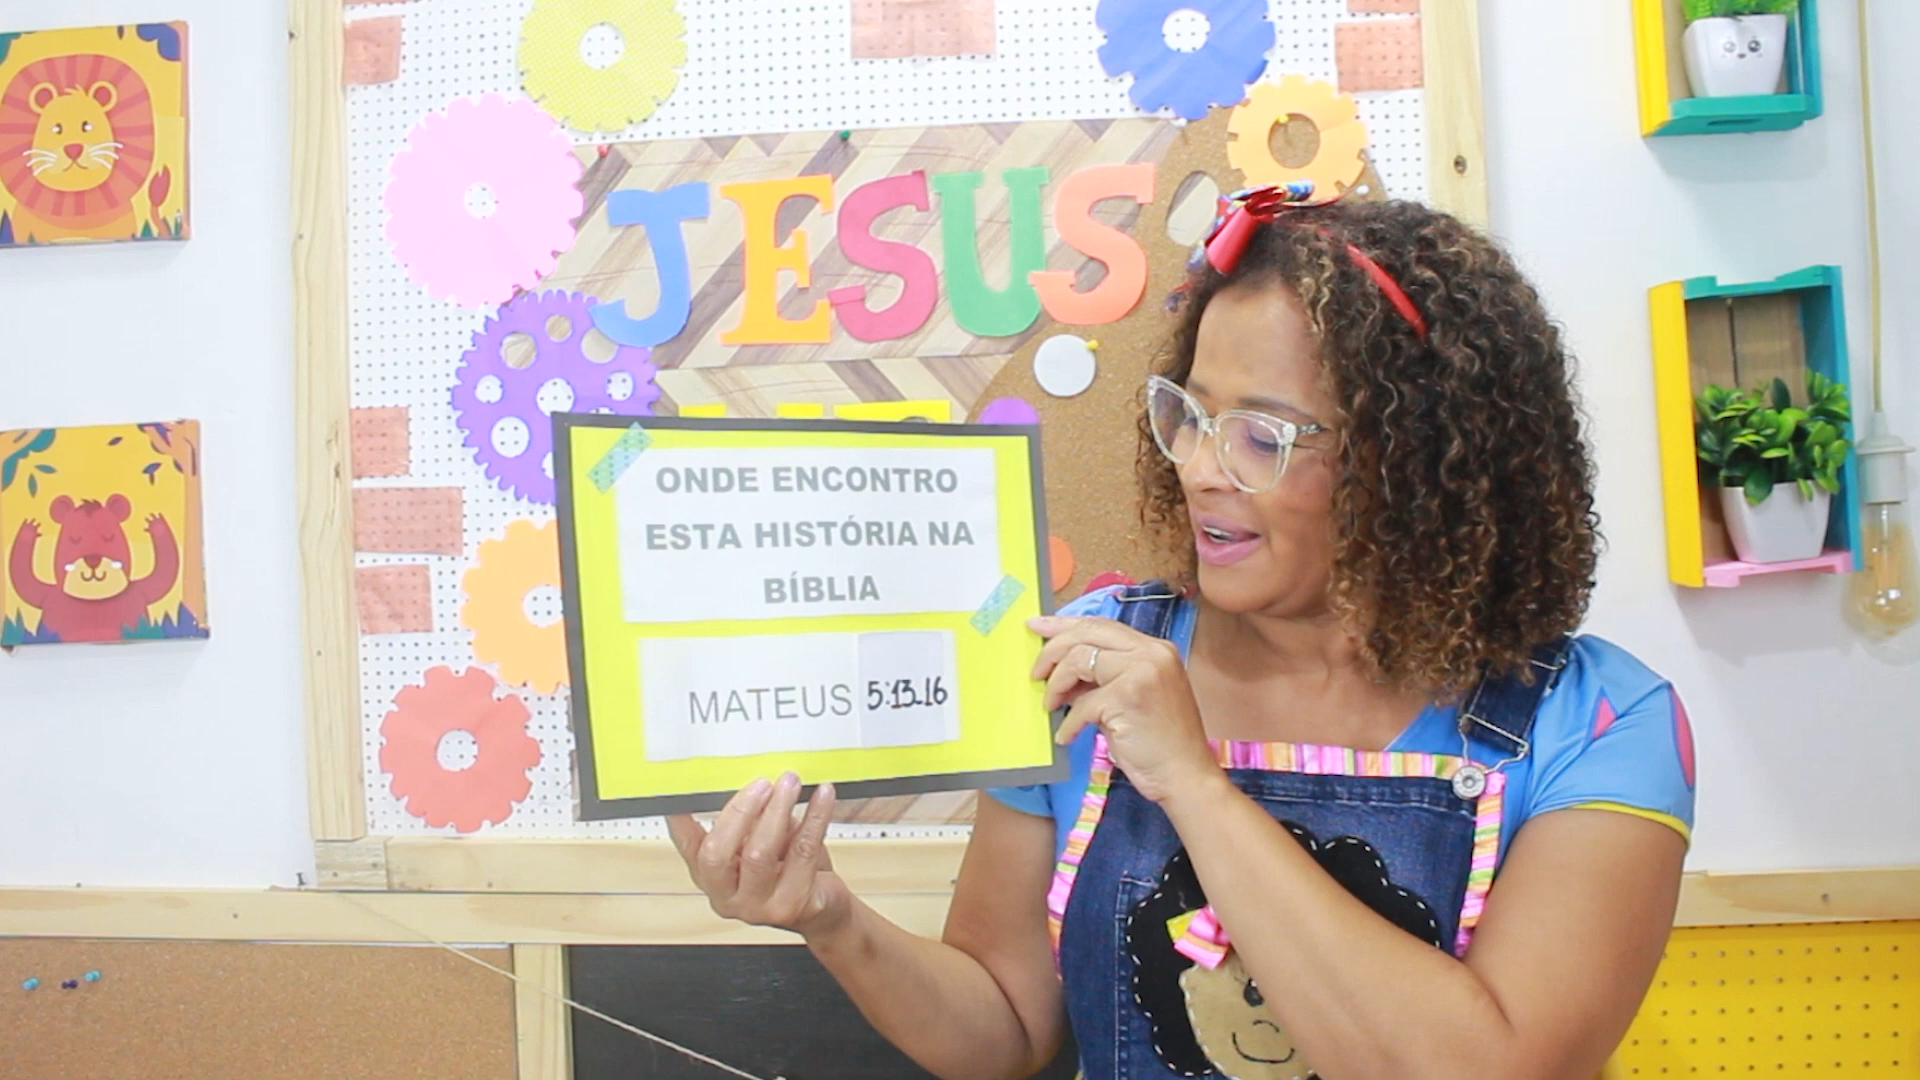 JESUS
ONDE ENCONTRO
ESTA HISTÓRIA NA
BÍBLIA
MATEUS 5:13.16